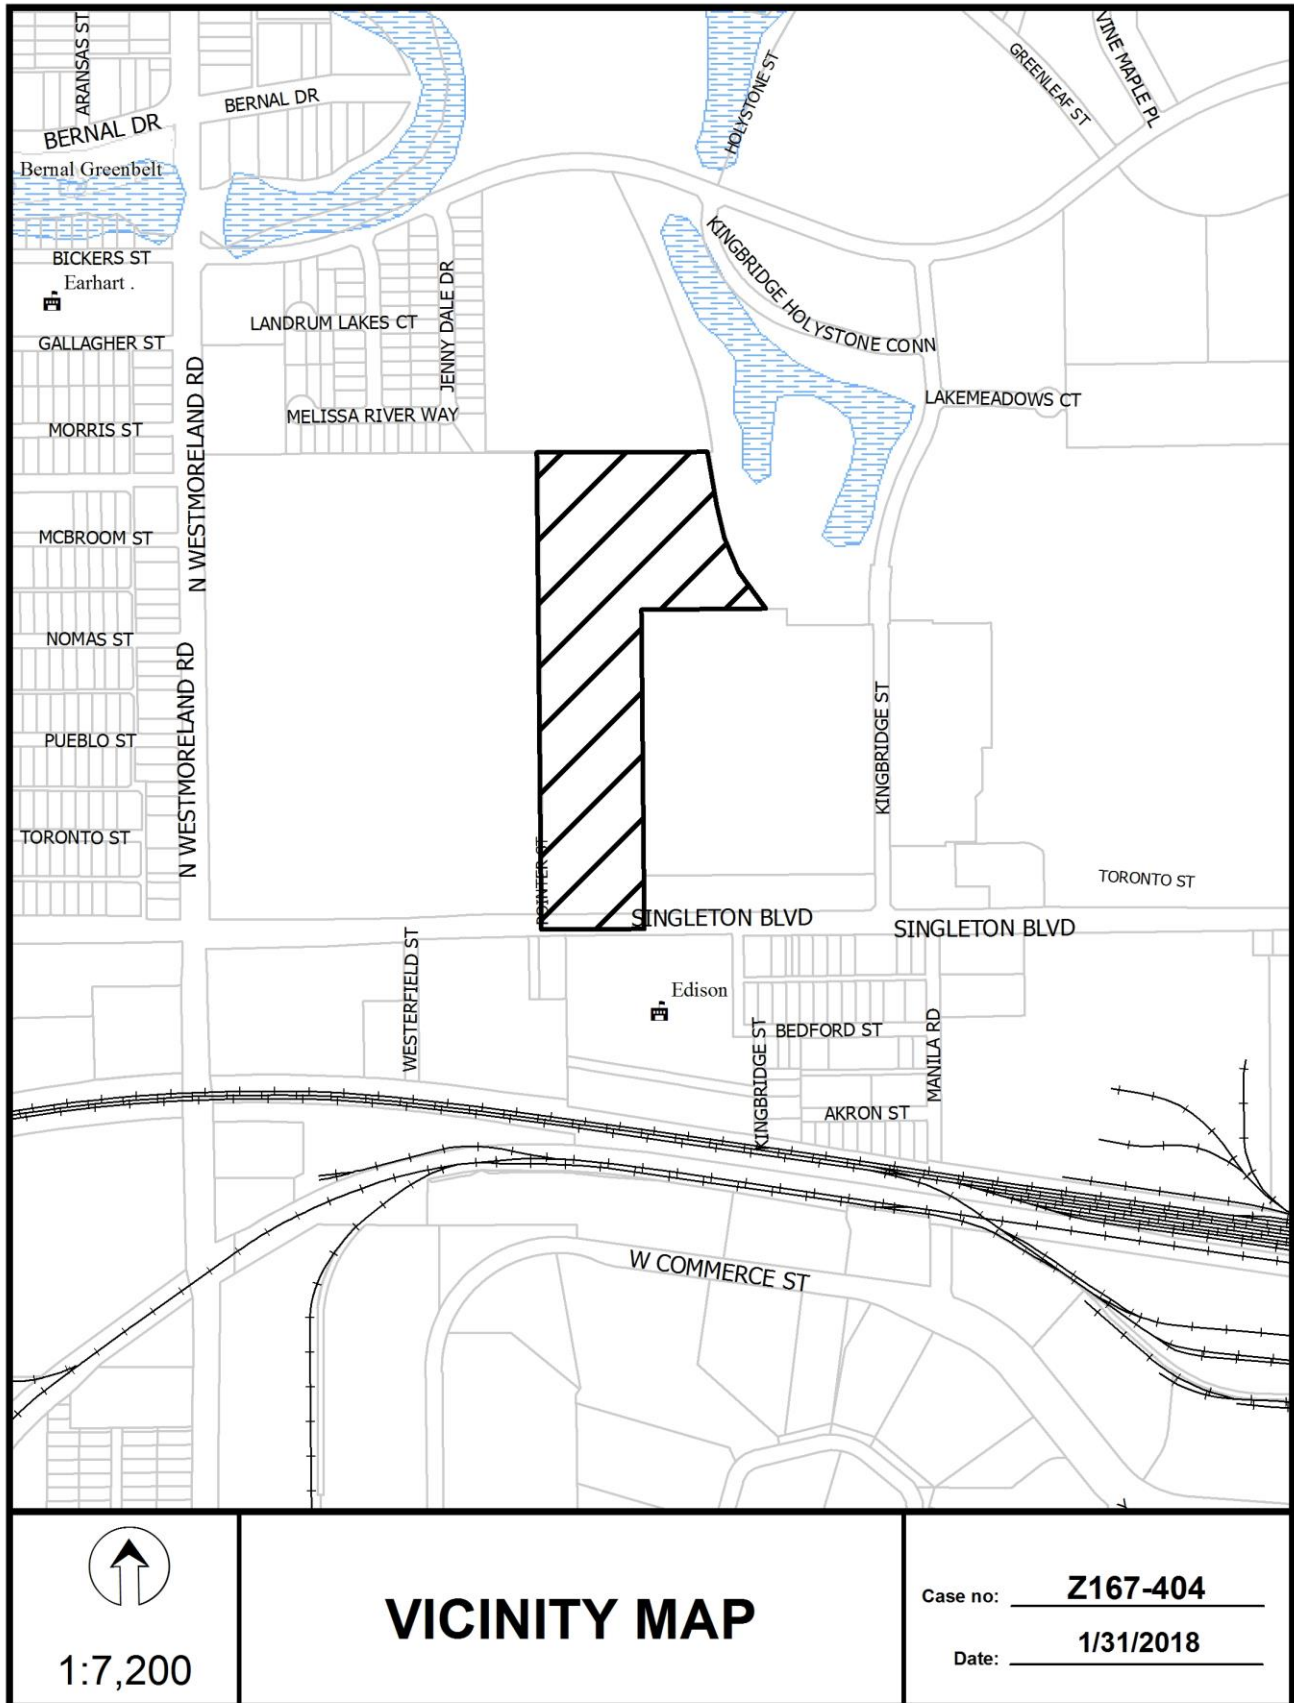 ARANSAS ST
BERNAL DR
BERNAL DR
HOLYSTONE ST
GREENLEAF ST
VINE MAPLE PL
Bernal Greenbelt
BICKERS ST
Earhart .
GALLAGHER ST
LANDRUM LAKES CT
JENNY DALE DR
KINGBRIDGE HOLYSTONE CONN
MELISSA RIVER WAY
LAKEMEADOWS CT
MORRIS ST
N WESTMORELAND RD
MCBROOM ST
NOMAS ST
N WESTMORELAND RD
PUEBLO ST
KINGBRIDGE ST
TORONTO ST
POINTER ST
TORONTO ST
SINGLETON BLVD
SINGLETON BLVD
WESTERFIELD ST
Edison
KINGBRIDGE ST
BEDFORD ST
MANILA RD
AKRON ST
W COMMERCE ST
1:7,200
VICINITY MAP
Case no: Z167-404
Date: 1/31/2018